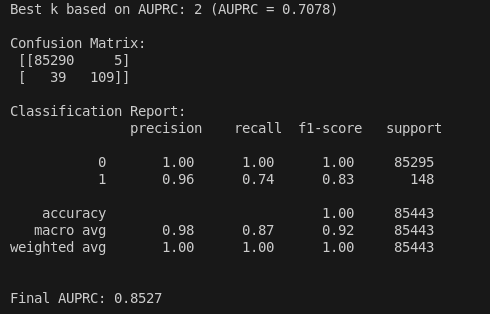 Best k based on AUPRC: 2 (AUPRC = 0.7078)
Confusion Matrix:
[[85290     5]
[   39   109]]
Classification Report:
precision    recall  f1-score   support
0       1.00      1.00      1.00     85295
1       0.96      0.74      0.83       148
accuracy                           1.00     85443
macro avg       0.98      0.87      0.92     85443
weighted avg       1.00      1.00      1.00     85443
Final AUPRC: 0.8527